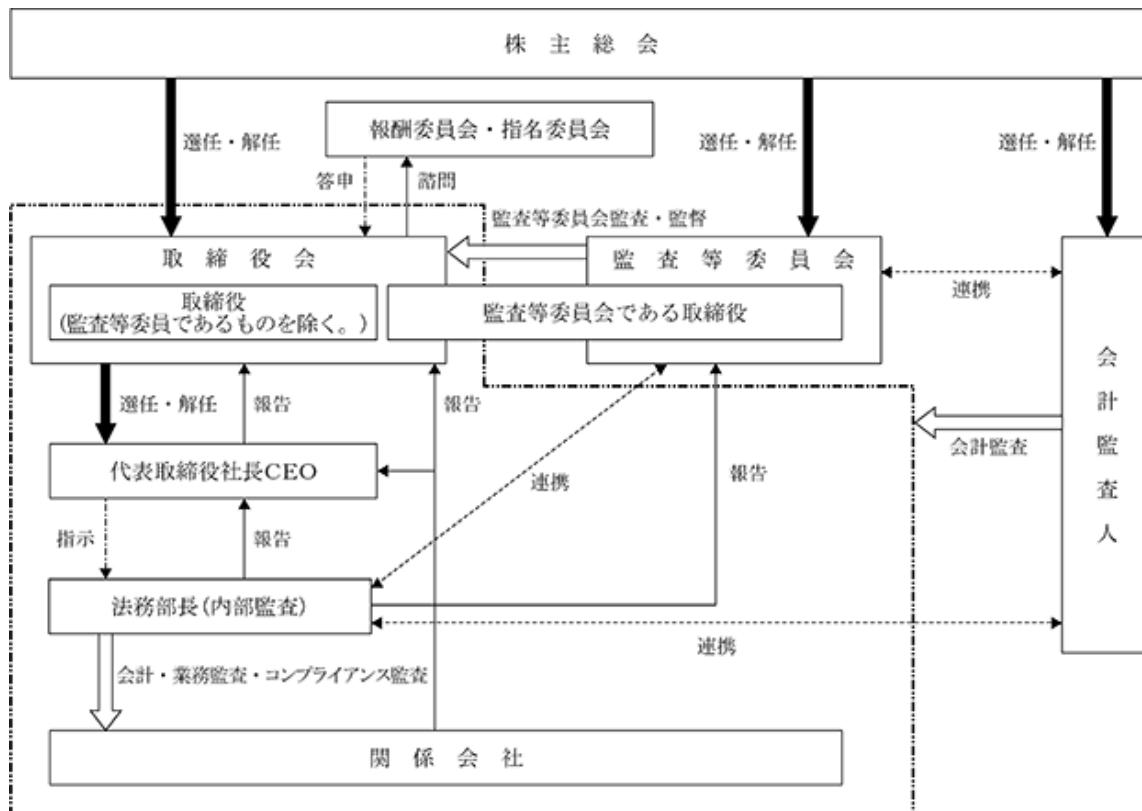 株主総会
選任・解任
報酬委員会・指名委員会
選任・解任
選任・解任
答申
諮問
監査等委員会監査・監督
取締役会
監査等委員会
連携
取締役
(監査等委員であるものを除く。)
監査等委員会である取締役
会計監査人
選任・解任
報告
報告
会計監査
代表取締役社長CEO
連携
報告
指示
報告
法務部長(内部監査)
連携
会計・業務監査・コンプライアンス監査
関係会社